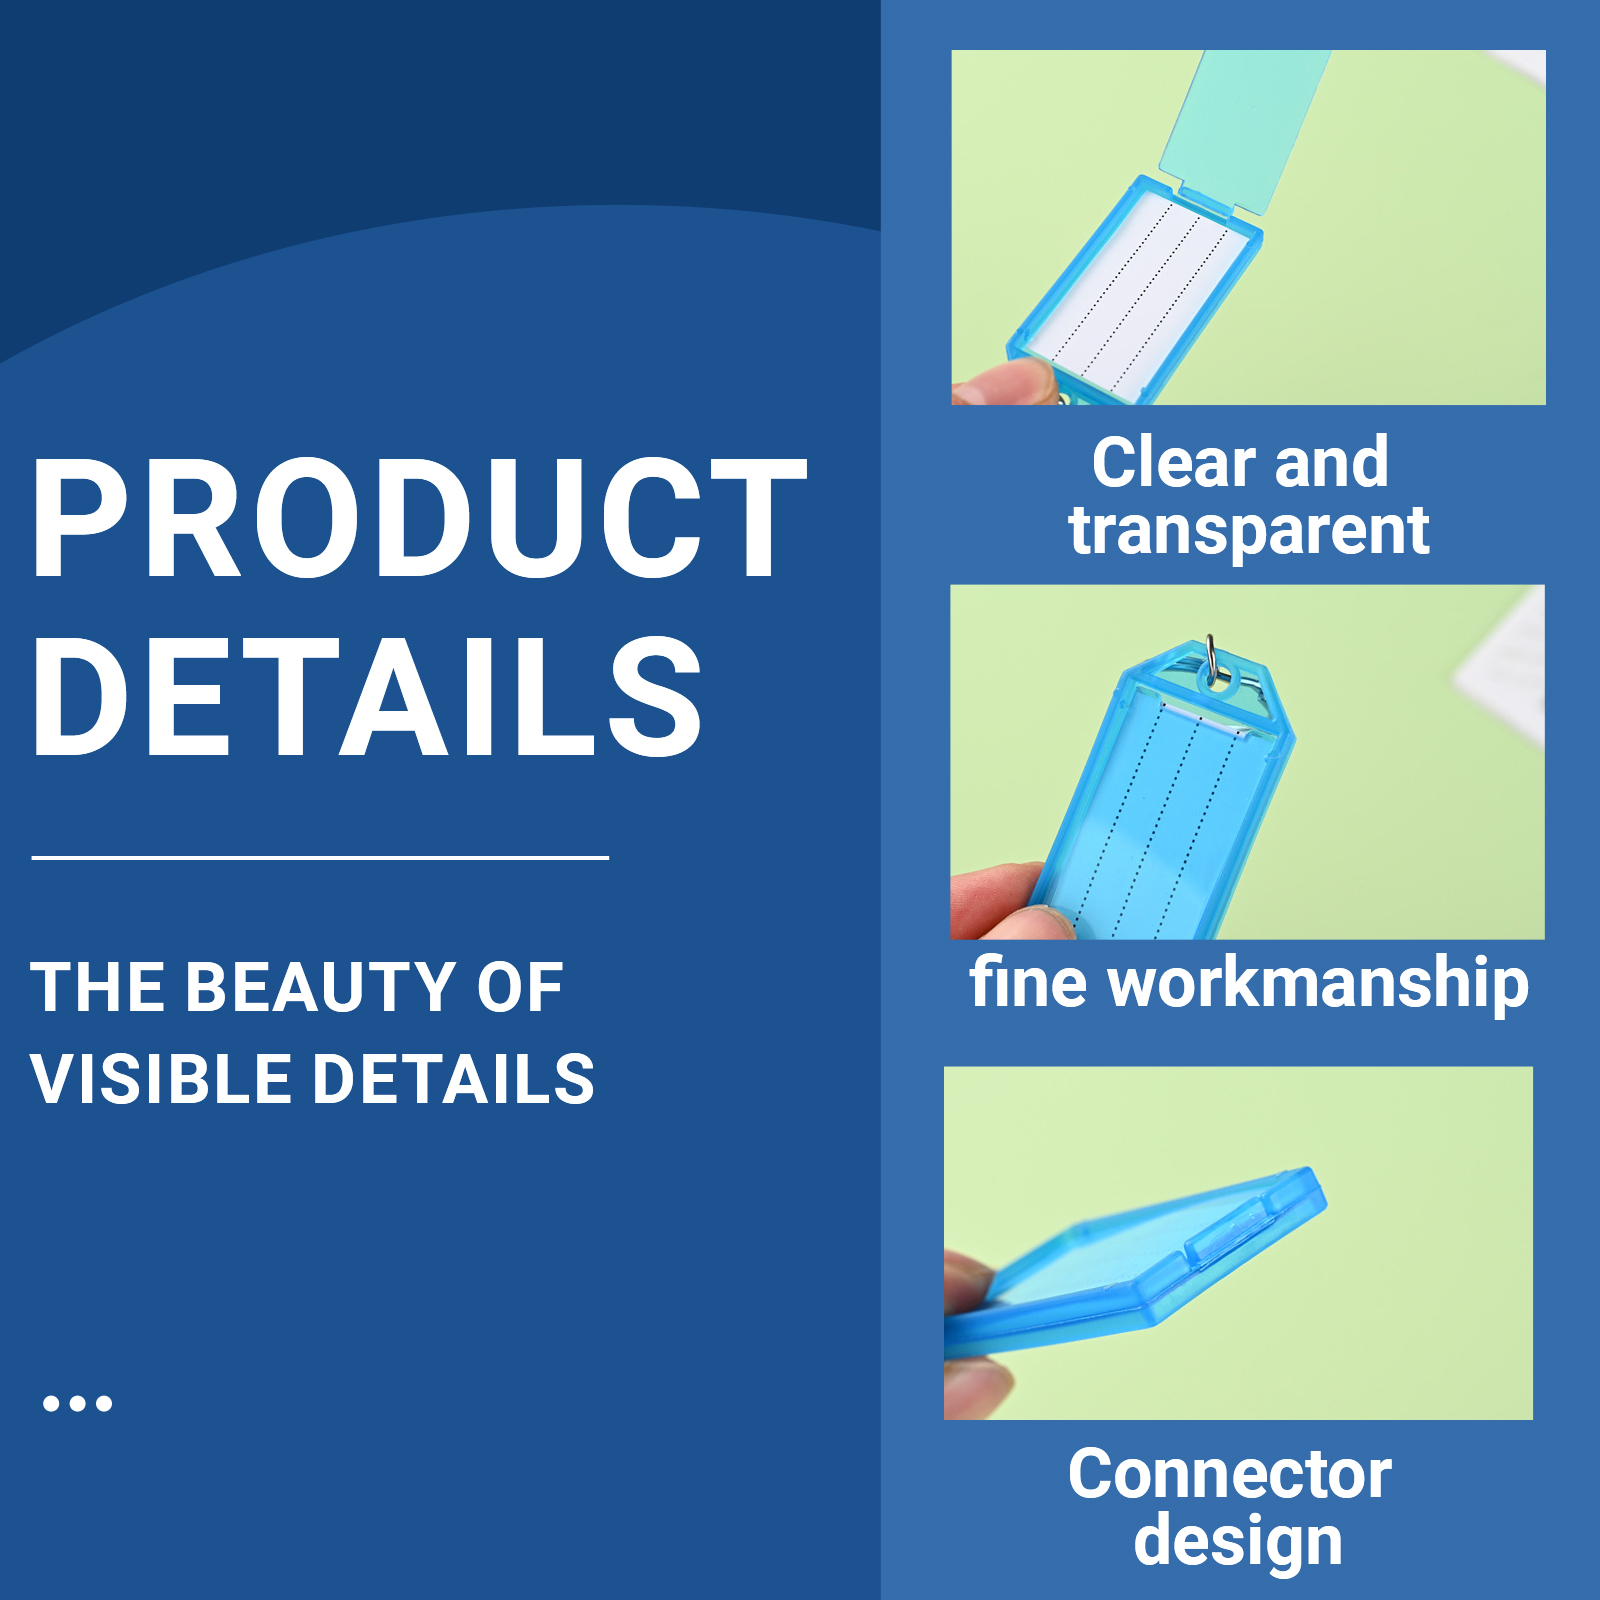 PRODUCT
DETAILS
THE BEAUTY OF
VISIBLE DETAILS
Clear and
transparent
fine workmanship
Connector
design